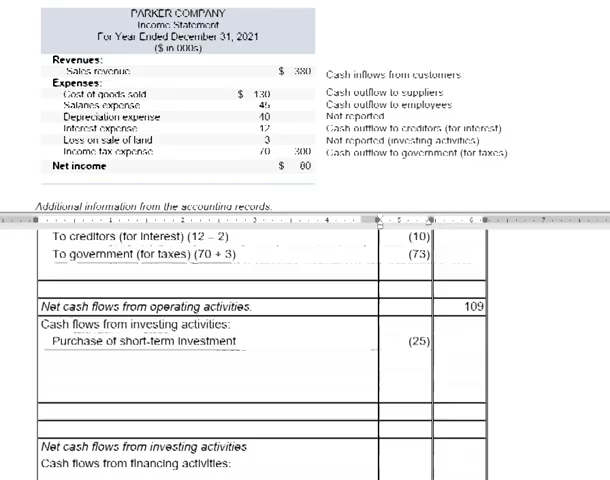 PARKER COMPANY
Income Statement
For Year Ended December 31, 2021
($ in 000s)
Revenues:
Sales revenue $ 380 Cash inflows from customers
Expenses:
Cost of goods sold $ 130 Cash outflow to suppliers
Salaries expense 45 Cash outflow to employees
Depreciation expense 40 Not reported
Interest expense 12 Cash outflow to creditors (for interest)
Loss on sale of land 3 Not reported (investing activities)
Income tax expense 70 300 Cash outflow to government (for taxes)
Net income $ 80
Additional information from the accounting records.
To creditors (for Interest) (12 – 2) (10)
To government (for taxes) (70 + 3) (73)
Net cash flows from operating activities. 109
Cash flows from investing activities:
Purchase of short-term Investment (25)
Net cash flows from investing activities
Cash flows from financing activities: